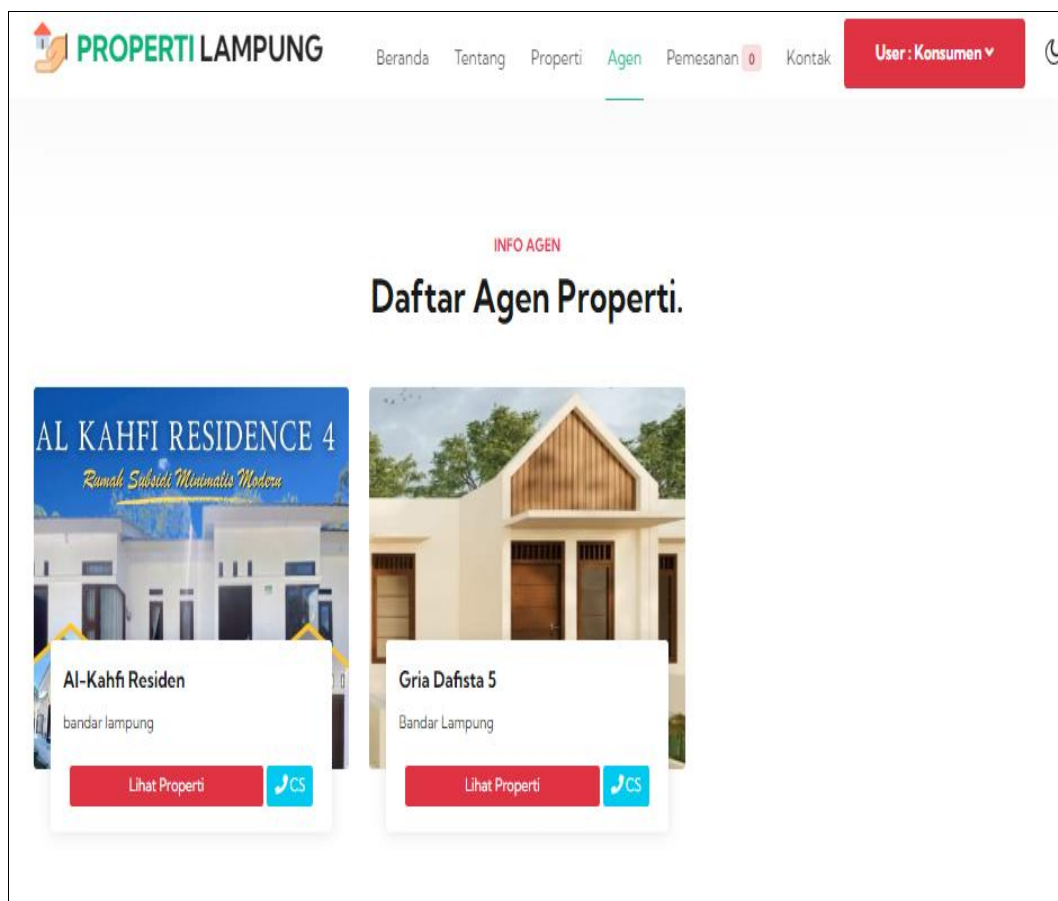 PROPERTI LAMPUNG
Beranda Tentang Properti Agen Pemesanan 0 Kontak User : Konsumen
INFO AGEN
Daftar Agen Properti.
AL KAHFI RESIDENCE 4
Rumah Subsidi Minimalis Modern
Al-Kahfi Residen
bandar lampung
Lihat Properti CS
Gria Dafista 5
Bandar Lampung
Lihat Properti CS